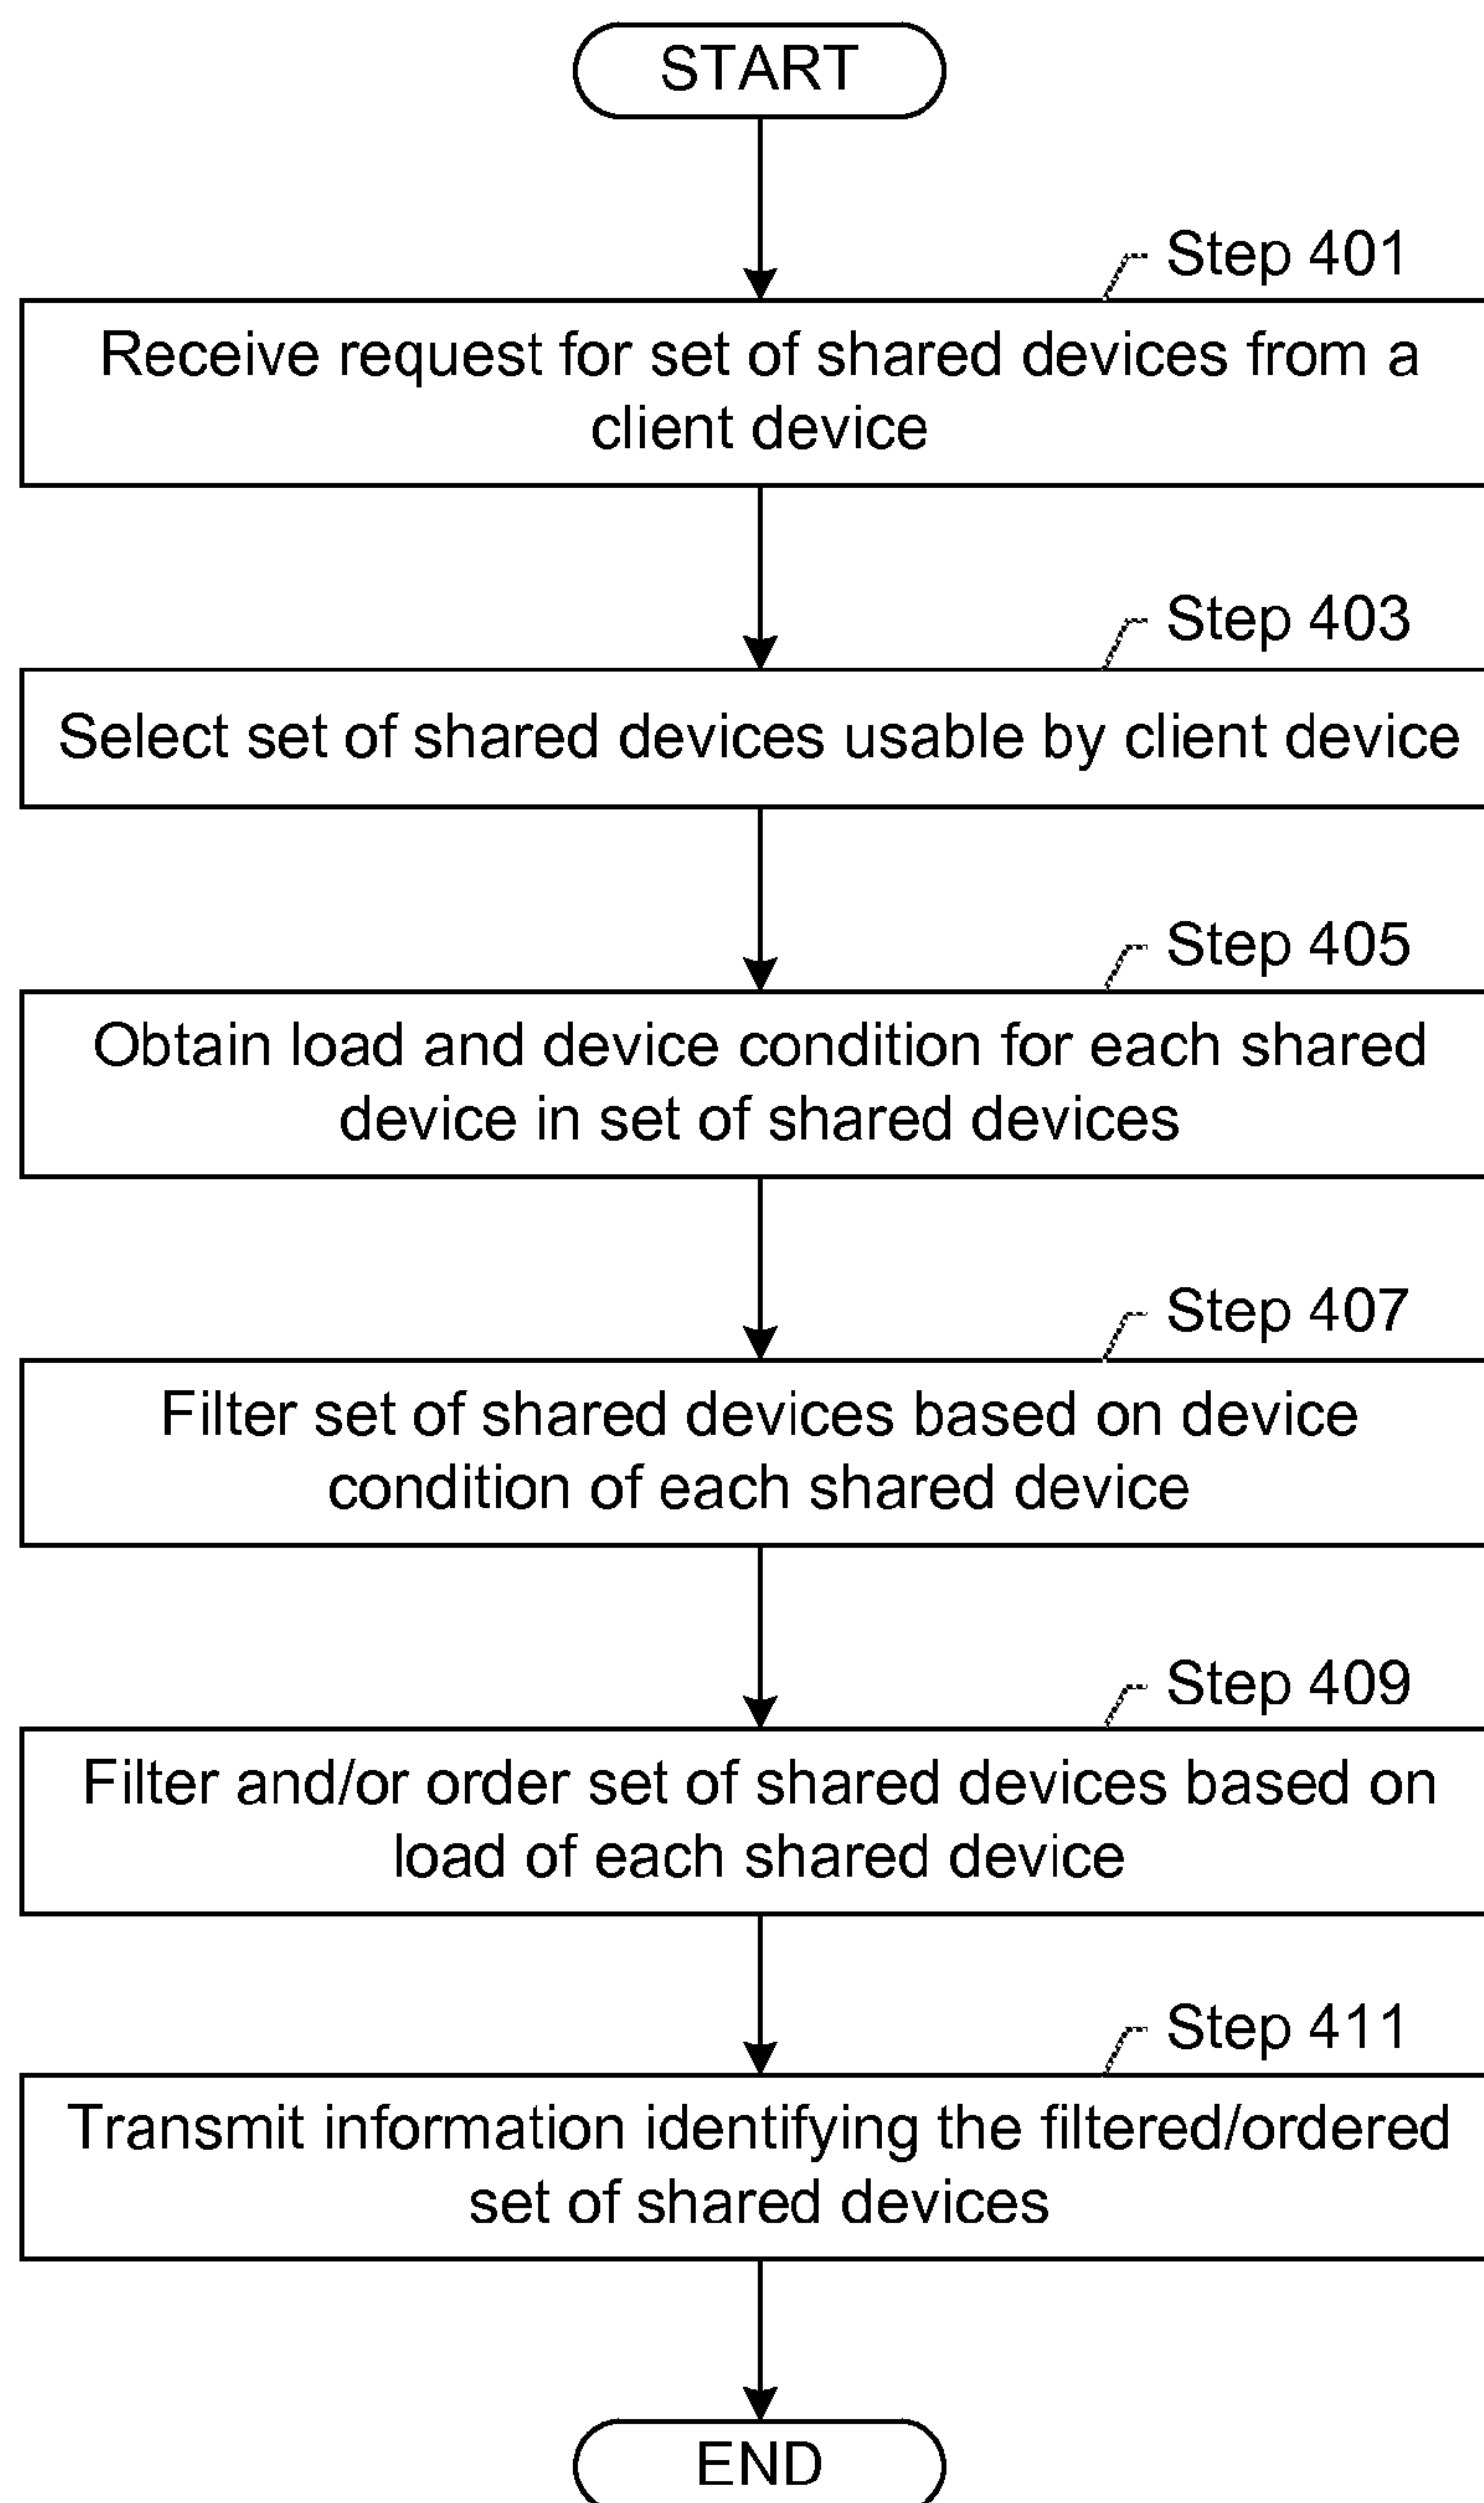 START
Step 401
Receive request for set of shared devices from a
client device
Step 403
Select set of shared devices usable by client device
Step 405
Obtain load and device condition for each shared
device in set of shared devices
Step 407
Filter set of shared devices based on device
condition of each shared device
Step 409
Filter and/or order set of shared devices based on
load of each shared device
Step 411
Transmit information identifying the filtered/ordered
set of shared devices
END